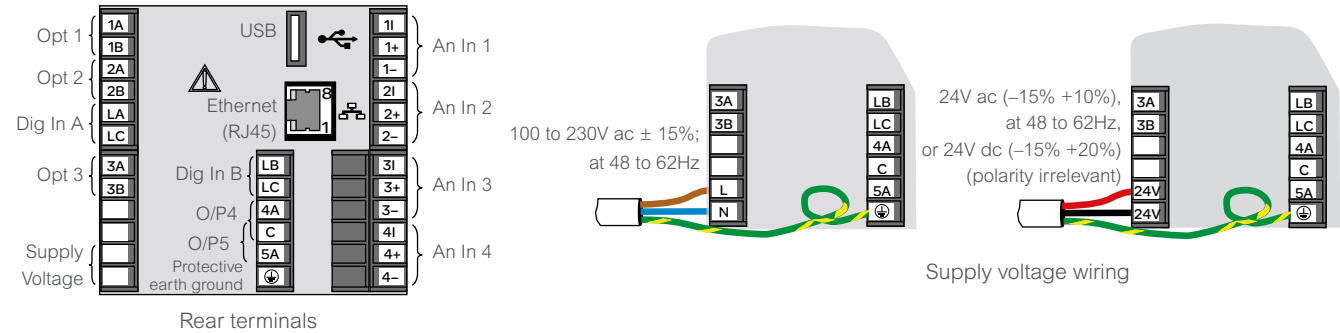 Opt 1
Opt 2
Dig In A
Opt 3
Supply
Voltage
1A
1B
2A
2B
LA
LC
3A
3B
USB
Ethernet
(RJ45)
8
1
Dig In B
O/P4
O/P5
Protective
earth ground
LB
LC
4A
C
5A
1I
1+
1–
2I
2+
2–
3I
3+
3–
4I
4+
4–
An In 1
An In 2
An In 3
An In 4
Rear terminals
100 to 230V ac ± 15%;
at 48 to 62Hz
3A
3B
L
N
LB
LC
4A
C
5A
24V ac (–15% +10%),
at 48 to 62Hz,
or 24V dc (–15% +20%)
(polarity irrelevant)
3A
3B
24V
24V
LB
LC
4A
C
5A
Supply voltage wiring